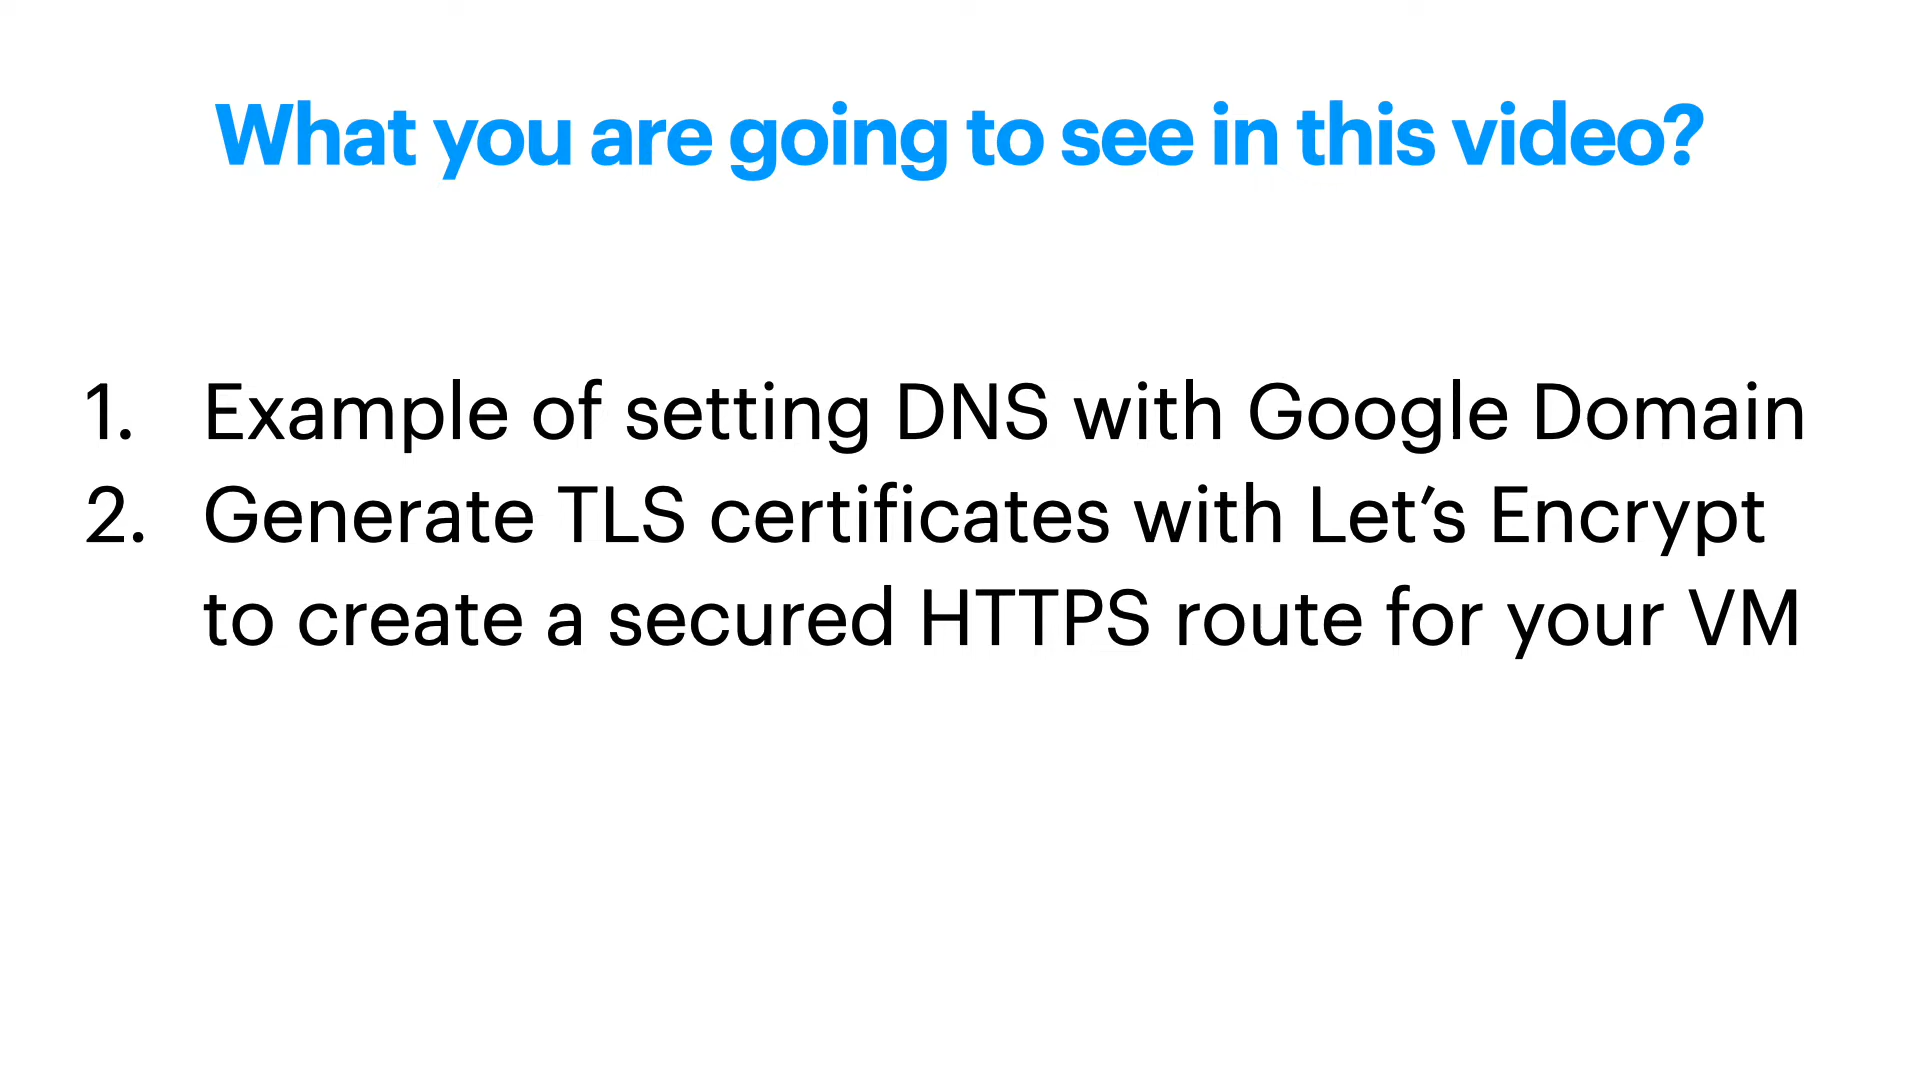 What you are going to see in this video?
1. Example of setting DNS with Google Domain
2. Generate TLS certificates with Let’s Encrypt
to create a secured HTTPS route for your VM